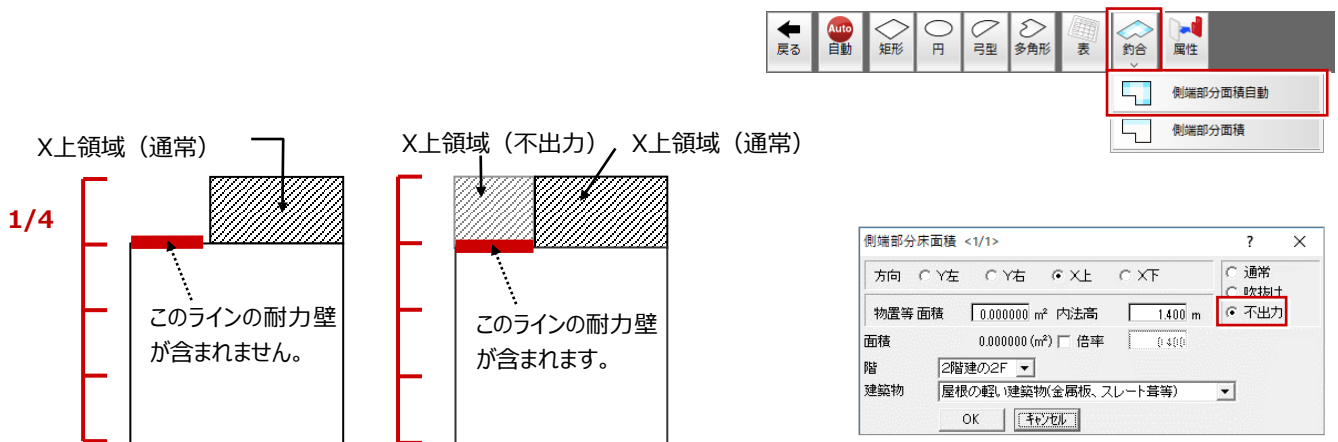 戻る
Auto
自動
矩形
円
弓型
多角形
表
釣合
属性
側端部分面積自動
側端部分面積
X上領域（通常）
1/4
このラインの耐力壁
が含まれません。
X上領域（不出力）
X上領域（通常）
このラインの耐力壁
が含まれます。
側端部分床面積 <1/1>
? ×
方向 Y左 Y右 X上 X下
通常
吹抜け
不出力
物置等 面積 0.000000 m² 内法高 1.400 m
面積 0.000000 (m²) 倍率 0.400
階 2階建の2F
建築物 屋根の軽い建築物(金属板、スレート葺等)
OK キャンセル